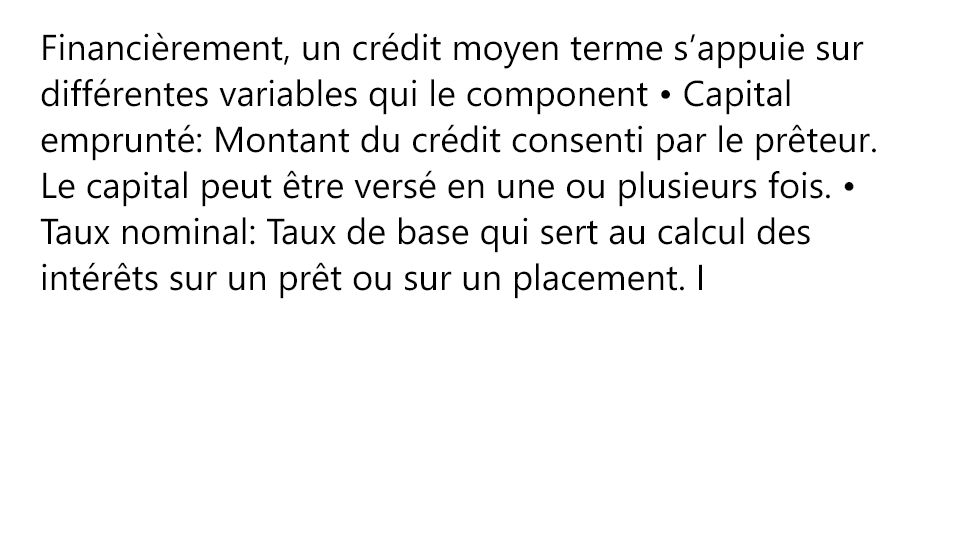 Financièrement, un crédit moyen terme s’appuie sur
différentes variables qui le component • Capital
emprunté: Montant du crédit consenti par le prêteur.
Le capital peut être versé en une ou plusieurs fois. •
Taux nominal: Taux de base qui sert au calcul des
intérêts sur un prêt ou sur un placement. I